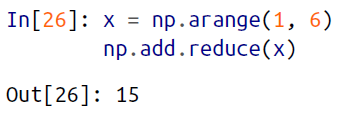 In[26]: x = np.arange(1, 6)
        np.add.reduce(x)
Out[26]: 15